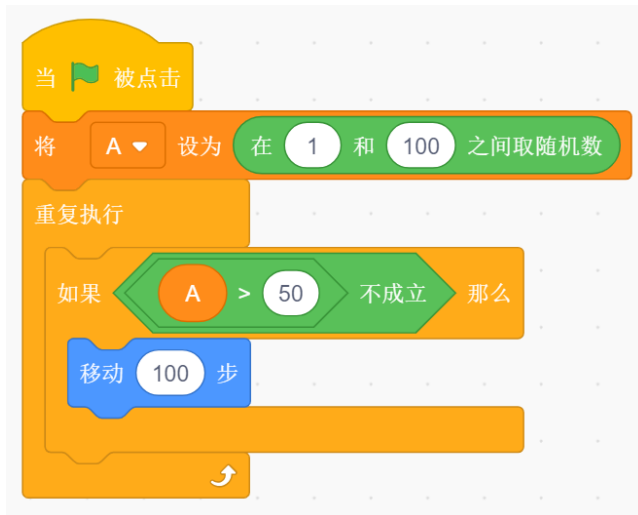 当 被点击
将 A 设为 在 1 和 100 之间取随机数
重复执行
如果 A > 50 不成立 那么
移动 100 步